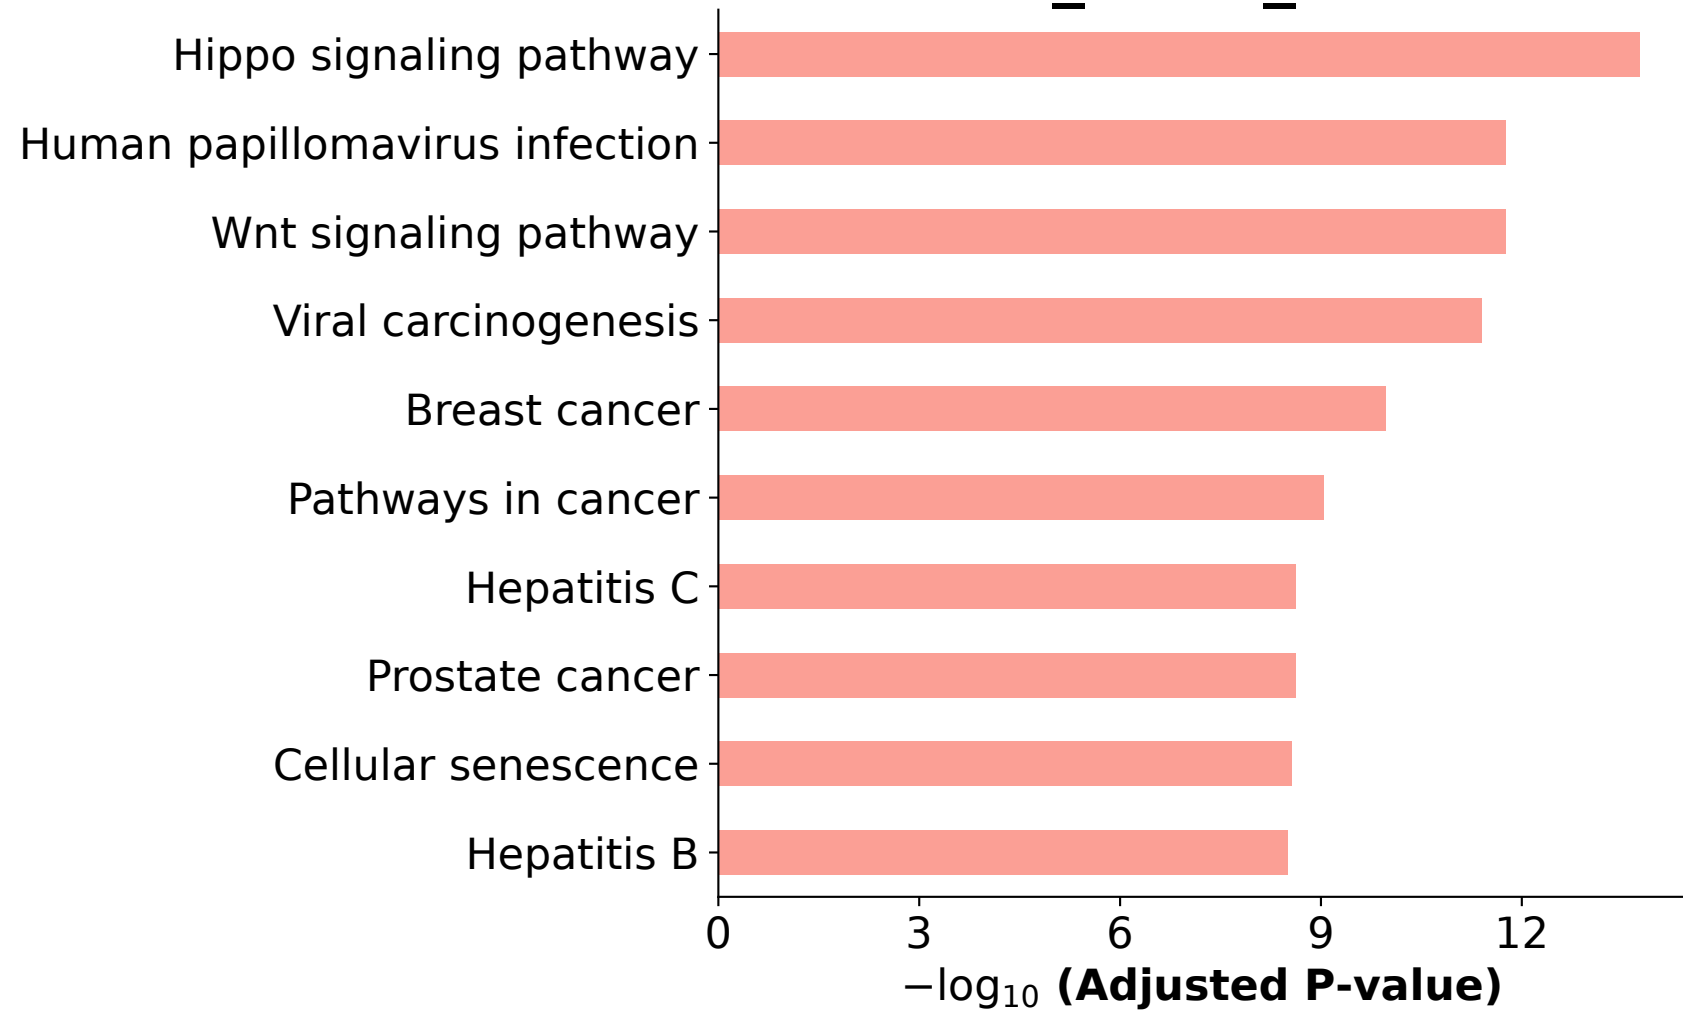 Hippo signaling pathway
Human papillomavirus infection
Wnt signaling pathway
Viral carcinogenesis
Breast cancer
Pathways in cancer
Hepatitis C
Prostate cancer
Cellular senescence
Hepatitis B
0 3 6 9 12
−log₁₀ (Adjusted P-value)